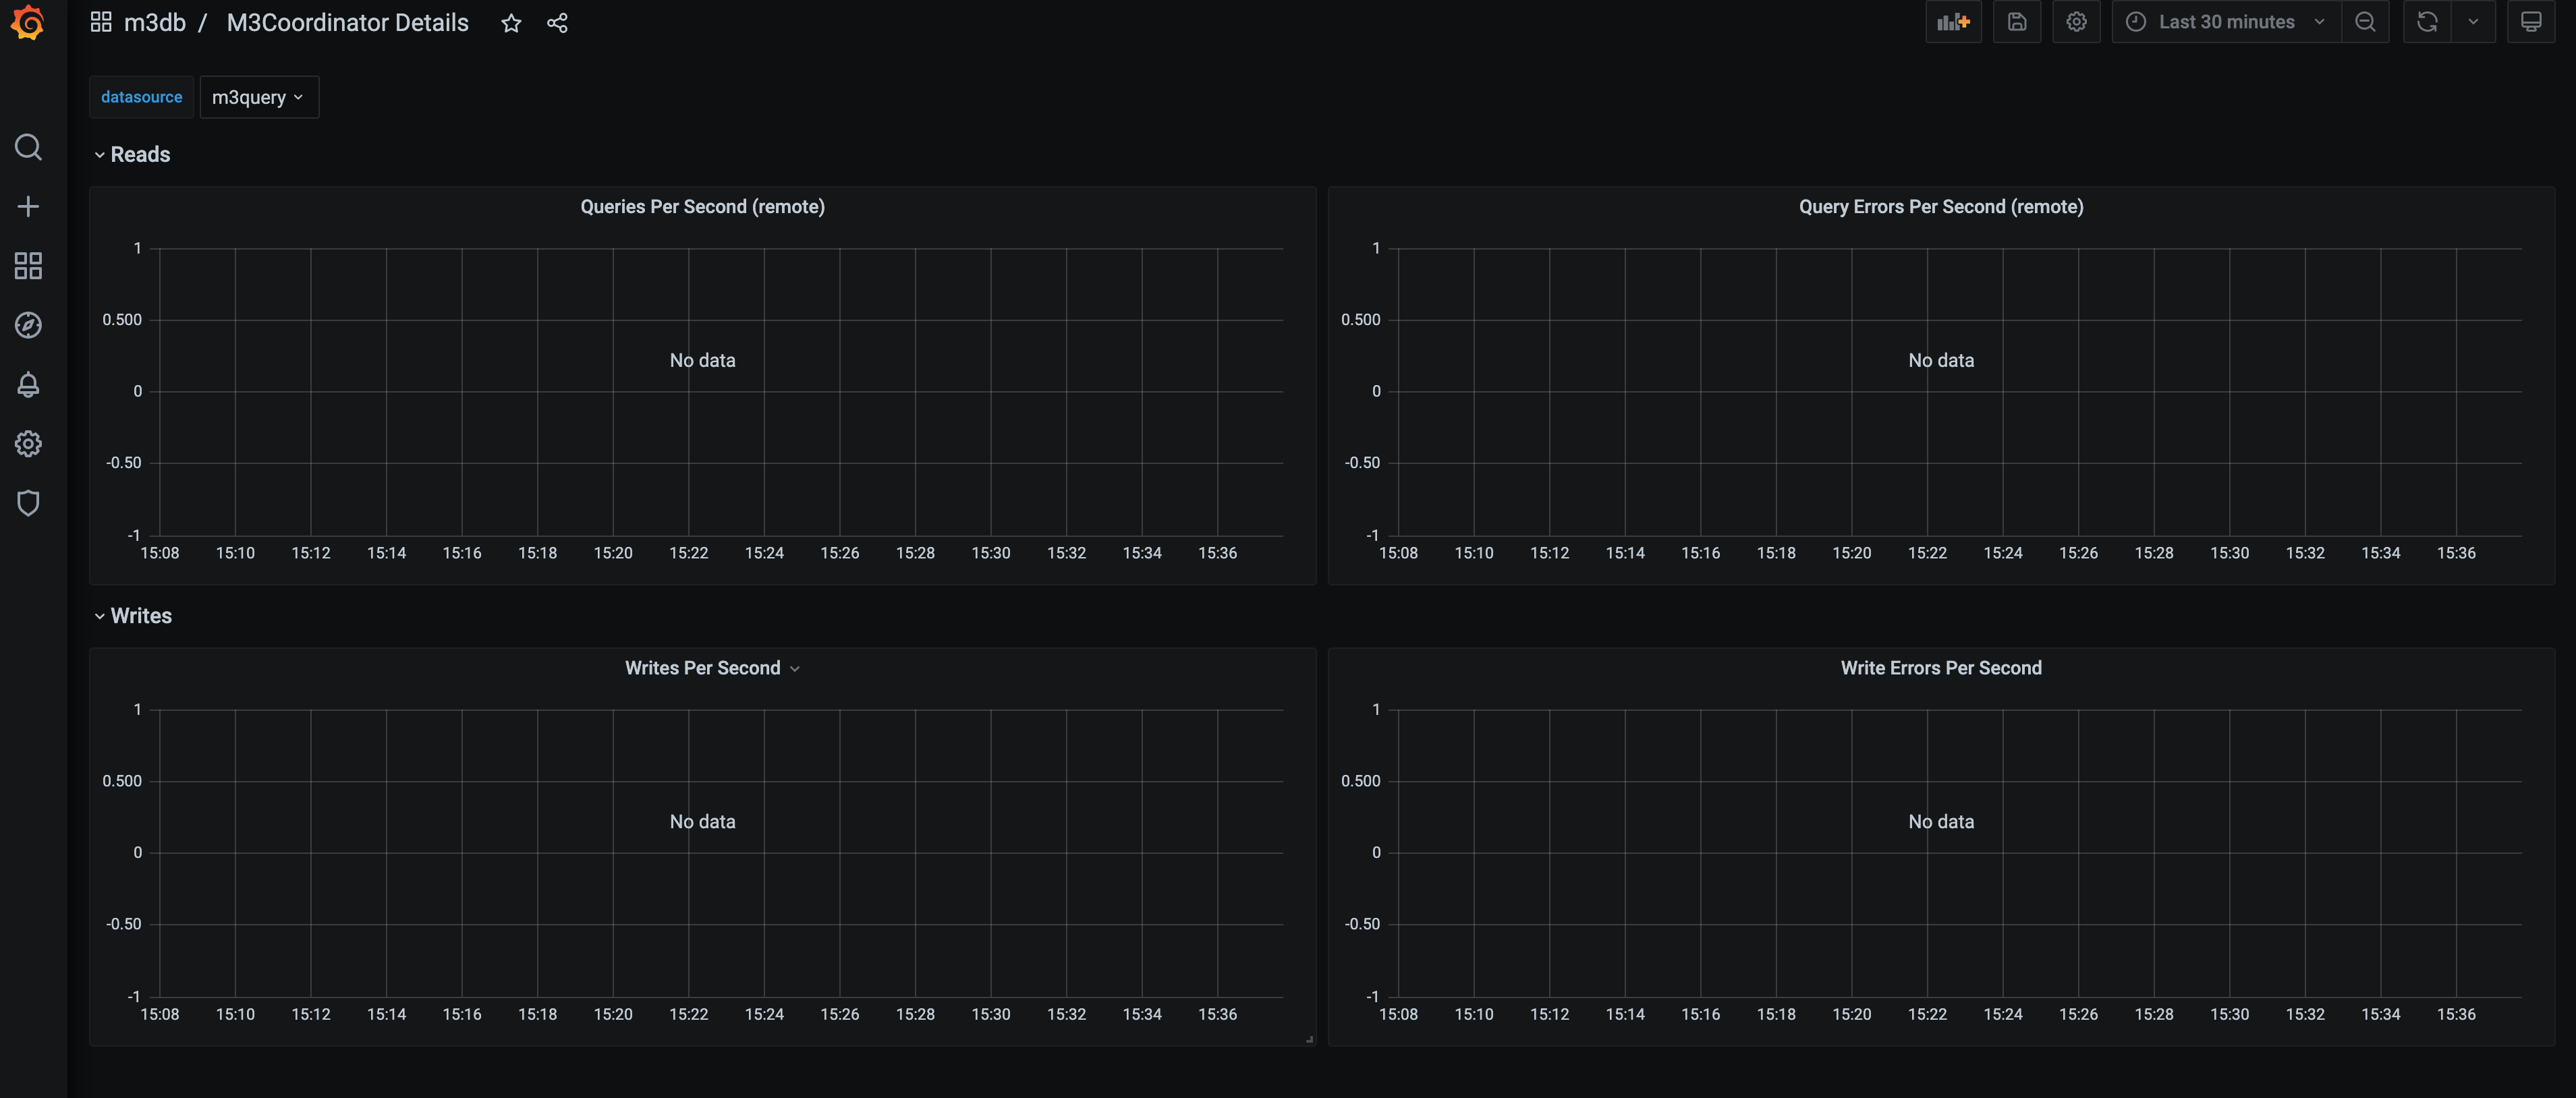 m3db / M3Coordinator Details
Last 30 minutes
datasource m3query
Reads
Queries Per Second (remote)
1
0.500
No data
0
-0.50
-1
15:08 15:10 15:12 15:14 15:16 15:18 15:20 15:22 15:24 15:26 15:28 15:30 15:32 15:34 15:36
Query Errors Per Second (remote)
1
0.500
No data
0
-0.50
-1
15:08 15:10 15:12 15:14 15:16 15:18 15:20 15:22 15:24 15:26 15:28 15:30 15:32 15:34 15:36
Writes
Writes Per Second
1
0.500
No data
0
-0.50
-1
15:08 15:10 15:12 15:14 15:16 15:18 15:20 15:22 15:24 15:26 15:28 15:30 15:32 15:34 15:36
Write Errors Per Second
1
0.500
No data
0
-0.50
-1
15:08 15:10 15:12 15:14 15:16 15:18 15:20 15:22 15:24 15:26 15:28 15:30 15:32 15:34 15:36